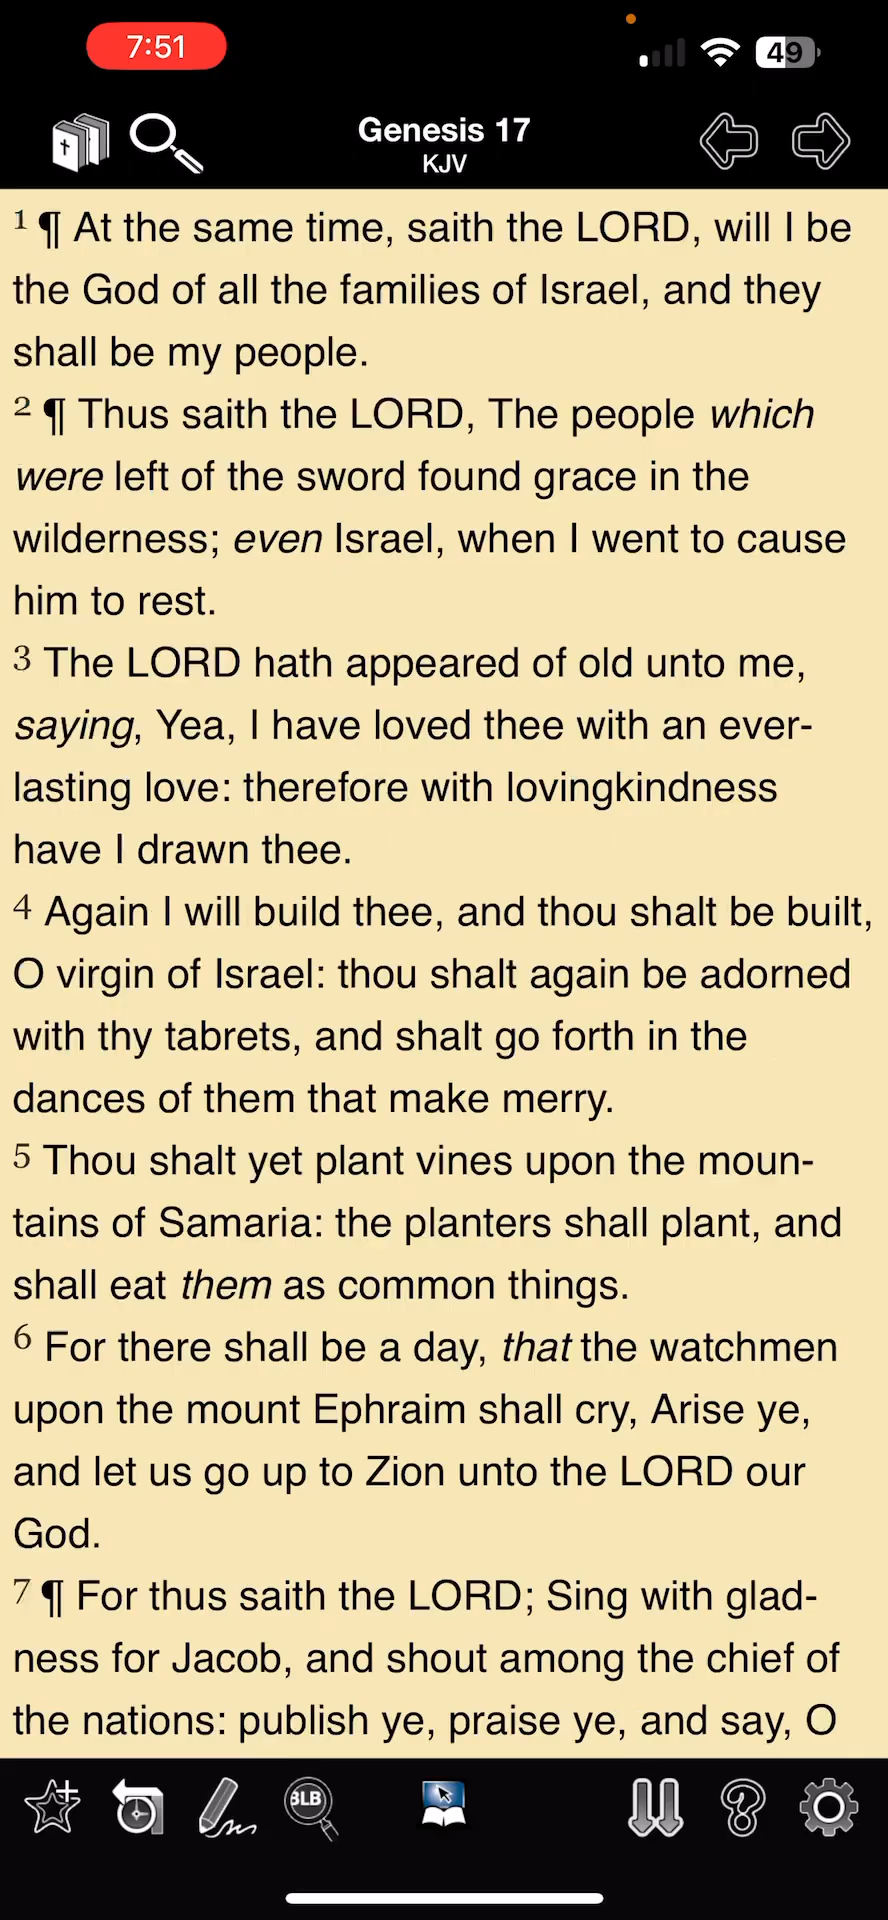 7:51
49
Genesis 17
KJV
1 ¶ At the same time, saith the LORD, will I be
the God of all the families of Israel, and they
shall be my people.
2 ¶ Thus saith the LORD, The people which
were left of the sword found grace in the
wilderness; even Israel, when I went to cause
him to rest.
3 The LORD hath appeared of old unto me,
saying, Yea, I have loved thee with an ever-
lasting love: therefore with lovingkindness
have I drawn thee.
4 Again I will build thee, and thou shalt be built,
O virgin of Israel: thou shalt again be adorned
with thy tabrets, and shalt go forth in the
dances of them that make merry.
5 Thou shalt yet plant vines upon the moun-
tains of Samaria: the planters shall plant, and
shall eat them as common things.
6 For there shall be a day, that the watchmen
upon the mount Ephraim shall cry, Arise ye,
and let us go up to Zion unto the LORD our
God.
7 ¶ For thus saith the LORD; Sing with glad-
ness for Jacob, and shout among the chief of
the nations: publish ye, praise ye, and say, O
BLB